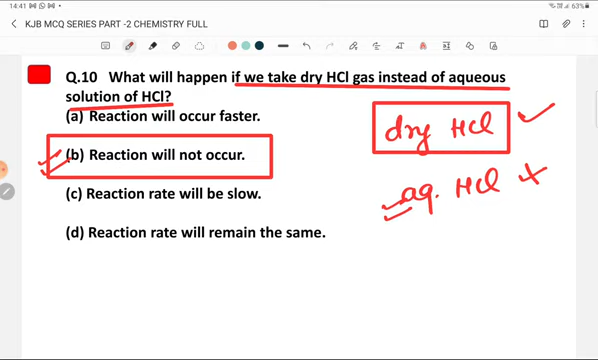 14:41
63%
KJB MCQ SERIES PART -2 CHEMISTRY FULL
Q.10 What will happen if we take dry HCl gas instead of aqueous
solution of HCl?
(a) Reaction will occur faster.
dry HCl
(b) Reaction will not occur.
aq. HCl
(c) Reaction rate will be slow.
(d) Reaction rate will remain the same.